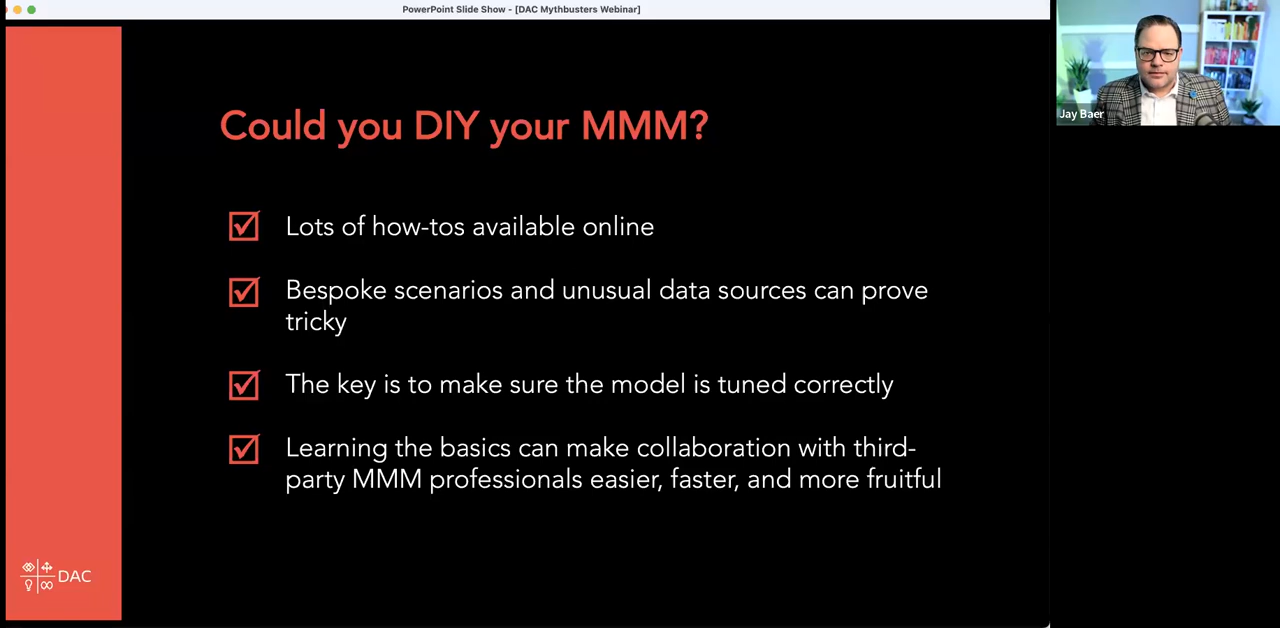 PowerPoint Slide Show - [DAC Mythbusters Webinar]
Could you DIY your MMM?
Lots of how-tos available online
Bespoke scenarios and unusual data sources can prove
tricky
The key is to make sure the model is tuned correctly
Learning the basics can make collaboration with third-
party MMM professionals easier, faster, and more fruitful
DAC
Jay Baer